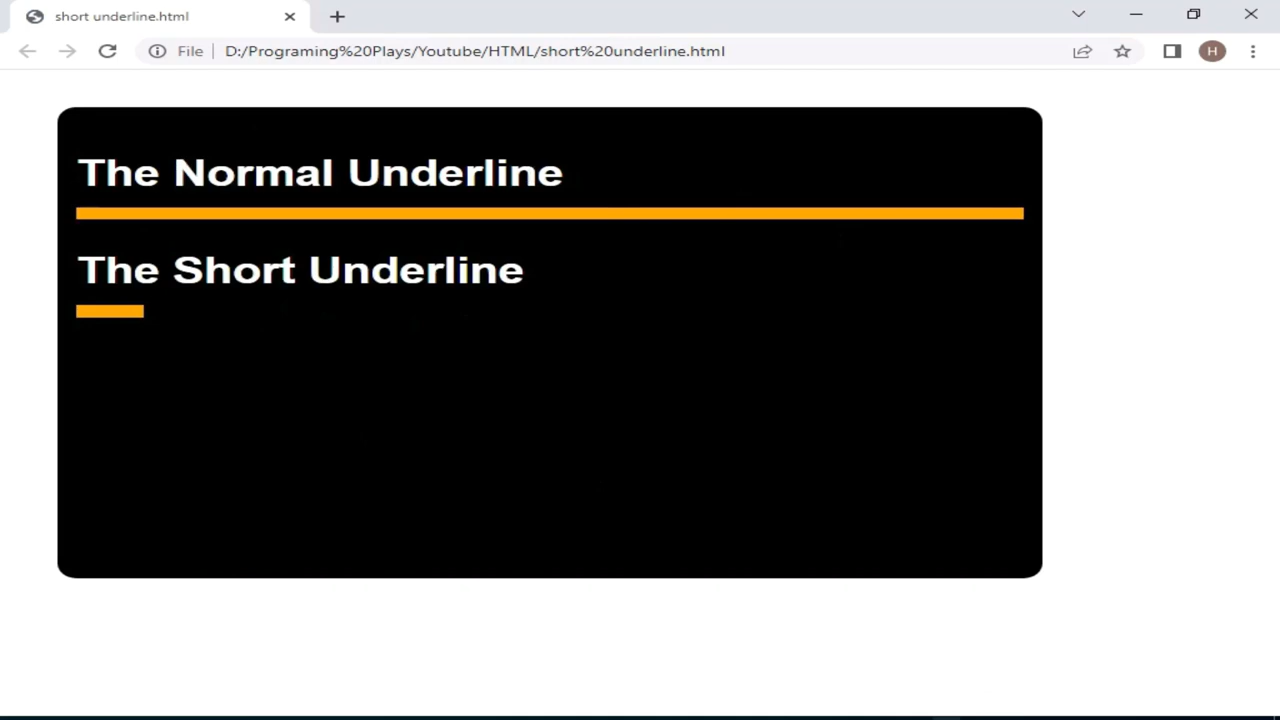 short underline.html
File D:/Programing%20Plays/Youtube/HTML/short%20underline.html
H
The Normal Underline
The Short Underline